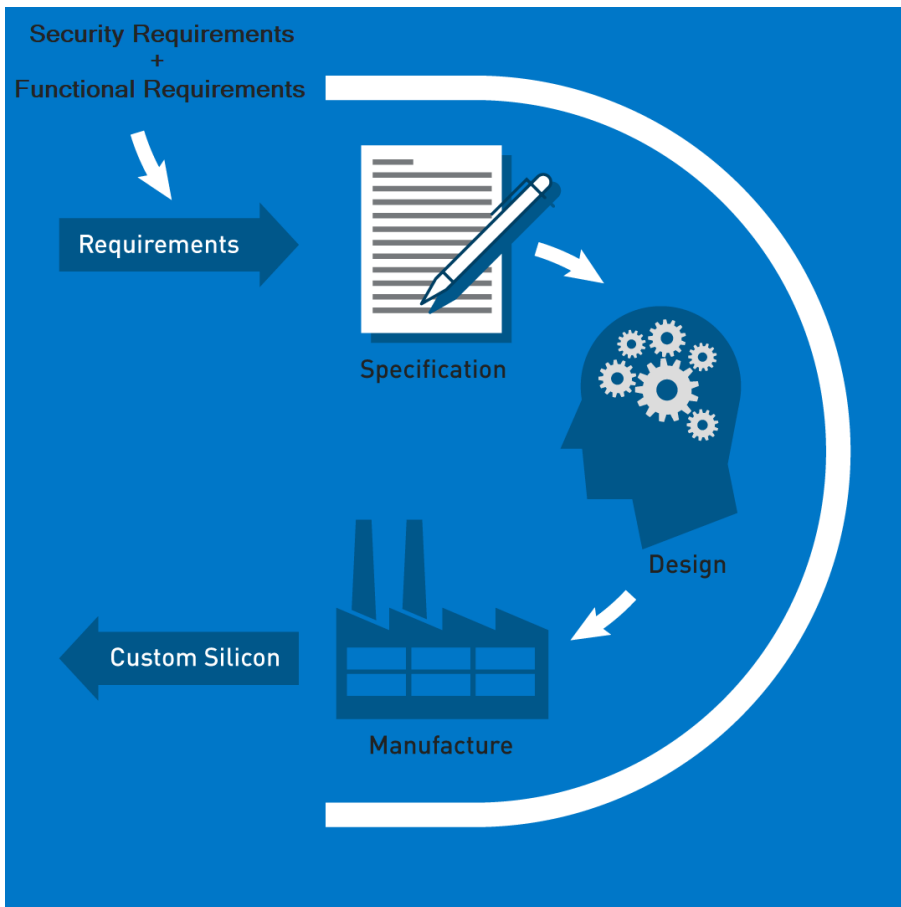 Security Requirements
+
Functional Requirements
Requirements
Specification
Design
Custom Silicon
Manufacture